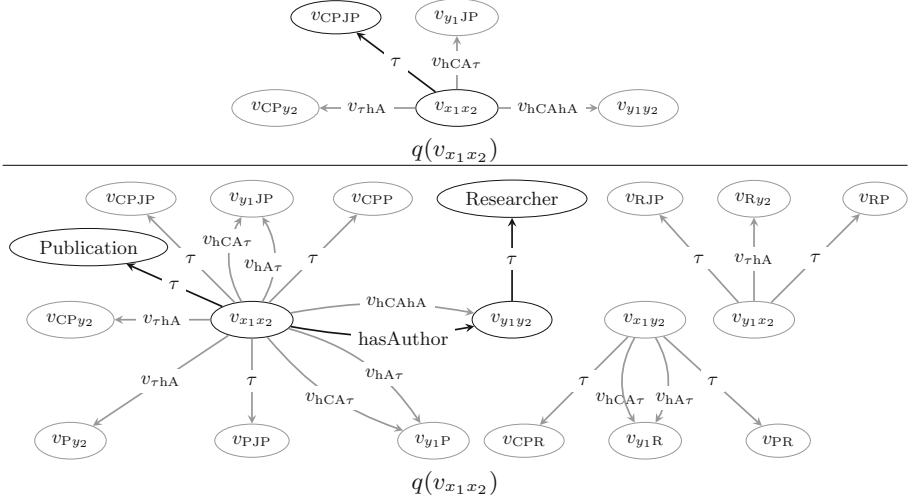 v_CPJP v_y₁JP
τ v_hCAτ
v_CPy₂ v_τhA v_x₁x₂ v_hCAhA v_y₁y₂
q(v_x₁x₂)
v_CPJP v_y₁JP v_CPP Researcher v_RJP v_Ry₂ v_RP
Publication v_hCAτ
τ τ v_hAτ τ τ τ v_τhA τ
v_hCAhA
v_CPy₂ v_τhA v_x₁x₂ v_y₁y₂ v_x₁y₂ v_y₁x₂
hasAuthor
v_τhA τ v_hAτ τ τ
v_hCAτ v_hCAτ v_hAτ
v_Py₂ v_PJP v_y₁P v_CPR v_y₁R v_PR
q(v_x₁x₂)